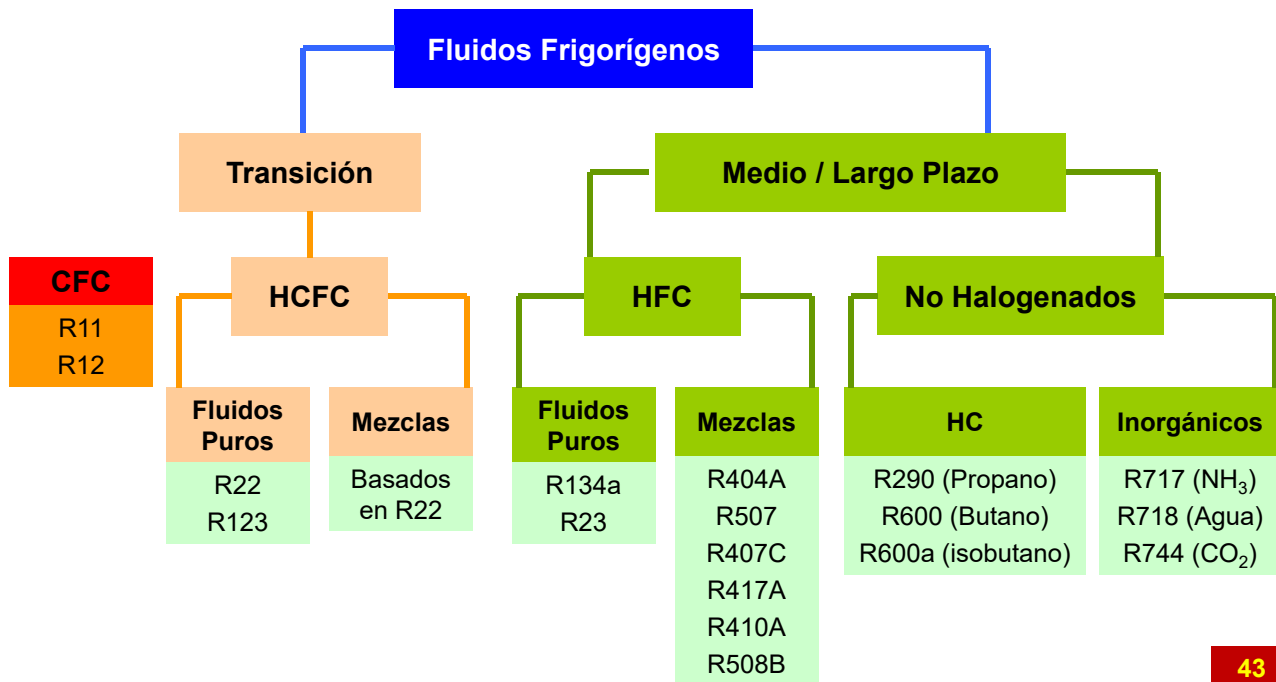 Fluidos Frigorígenos
Transición
Medio / Largo Plazo
CFC
R11
R12
HCFC
HFC
No Halogenados
Fluidos
Puros
R22
R123
Mezclas
Basados
en R22
Fluidos
Puros
R134a
R23
Mezclas
R404A
R507
R407C
R417A
R410A
R508B
HC
R290 (Propano)
R600 (Butano)
R600a (isobutano)
Inorgánicos
R717 (NH₃)
R718 (Agua)
R744 (CO₂)
43